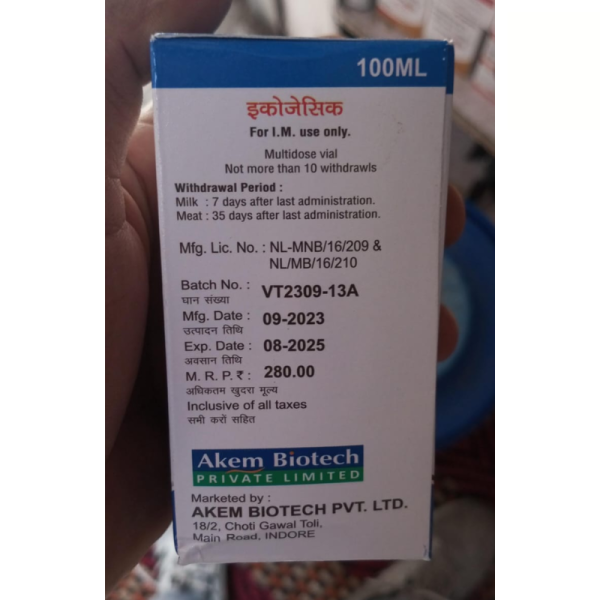 100ML
इकोजेसिक
For I.M. use only.
Multidose vial
Not more than 10 withdrawls
Withdrawal Period :
Milk : 7 days after last administration.
Meat : 35 days after last administration.
Mfg. Lic. No. : NL-MNB/16/209 &
NL/MB/16/210
Batch No. : VT2309-13A
घान संख्या
Mfg. Date : 09-2023
उत्पादन तिथि
Exp. Date : 08-2025
अवसान तिथि
M. R. P. ₹ : 280.00
अधिकतम खुदरा मूल्य
Inclusive of all taxes
सभी करों सहित
Akem Biotech
PRIVATE LIMITED
Marketed by :
AKEM BIOTECH PVT. LTD.
18/2, Choti Gawal Toli,
Main Road, INDORE